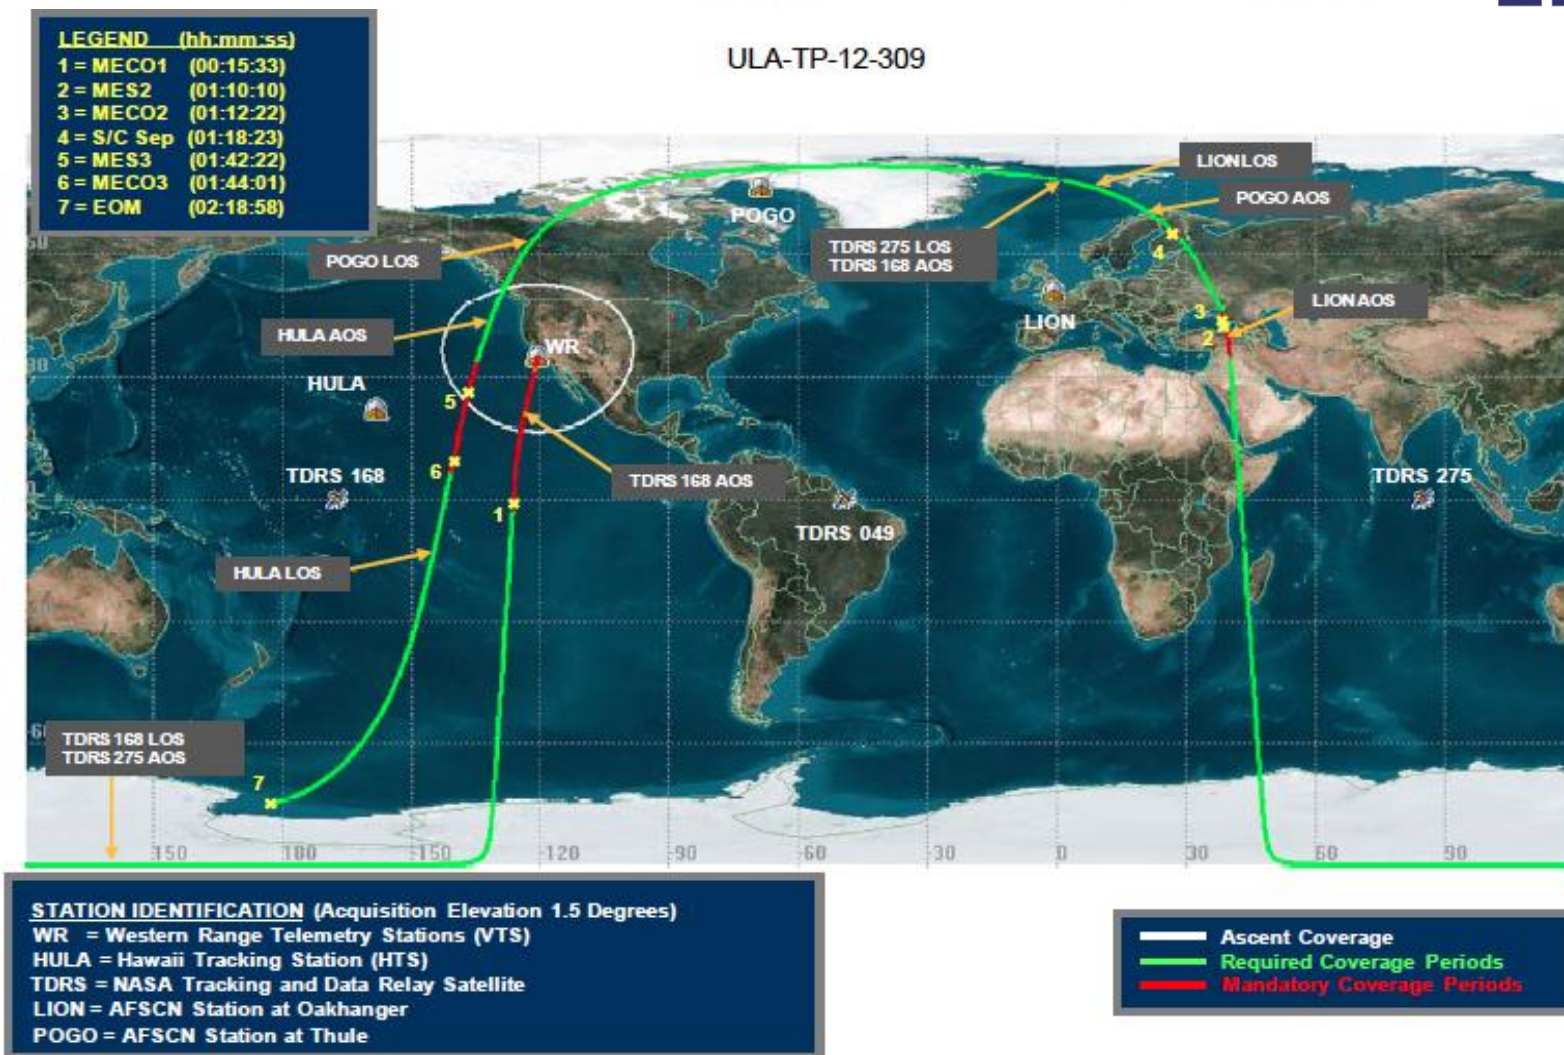 LEGEND (hh:mm:ss)
1 = MECO1 (00:15:33)
2 = MES2 (01:10:10)
3 = MECO2 (01:12:22)
4 = S/C Sep (01:18:23)
5 = MES3 (01:42:22)
6 = MECO3 (01:44:01)
7 = EOM (02:18:58)
ULA-TP-12-309
LION LOS
POGO AOS
POGO
4
POGO LOS
TDRS 275 LOS
TDRS 168 AOS
LION AOS
LION
3
2
HULA AOS
WR
HULA
5
TDRS 168
6
TDRS 168 AOS
1
TDRS 049
TDRS 275
HULA LOS
TDRS 168 LOS
TDRS 275 AOS
7
150 180 -150 -120 -90 -60 -30 0 30 60 90
STATION IDENTIFICATION (Acquisition Elevation 1.5 Degrees)
WR = Western Range Telemetry Stations (VTS)
HULA = Hawaii Tracking Station (HTS)
TDRS = NASA Tracking and Data Relay Satellite
LION = AFSCN Station at Oakhanger
POGO = AFSCN Station at Thule
Ascent Coverage
Required Coverage Periods
Mandatory Coverage Periods